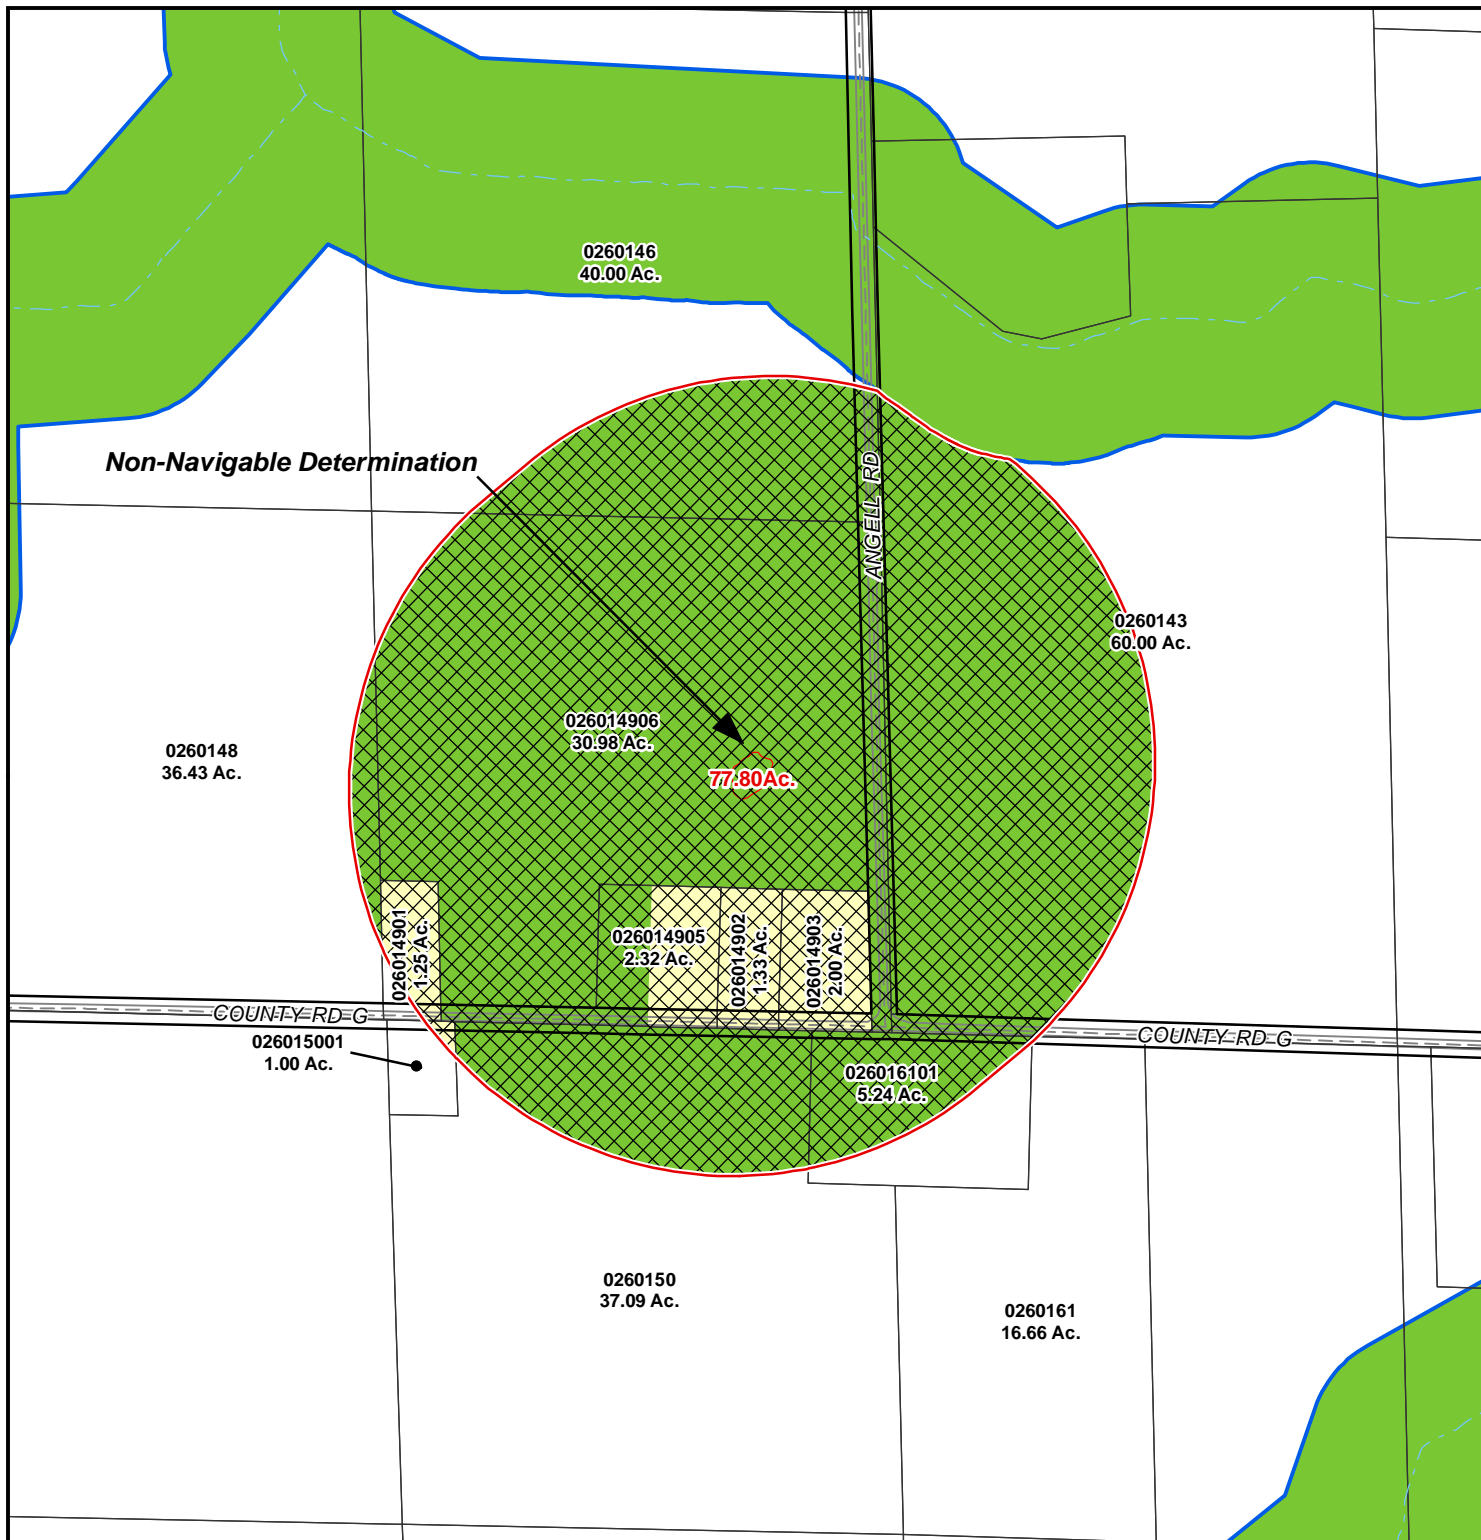 0260146
40.00 Ac.
Non-Navigable Determination
ANGELL RD
0260143
60.00 Ac.
026014906
30.98 Ac.
0260148
36.43 Ac.
77.80Ac.
026014901
1.25 Ac.
026014905
2.32 Ac.
026014902
1.33 Ac.
026014903
2.00 Ac.
COUNTY RD G
COUNTY RD G
026015001
1.00 Ac.
026016101
5.24 Ac.
0260150
37.09 Ac.
0260161
16.66 Ac.